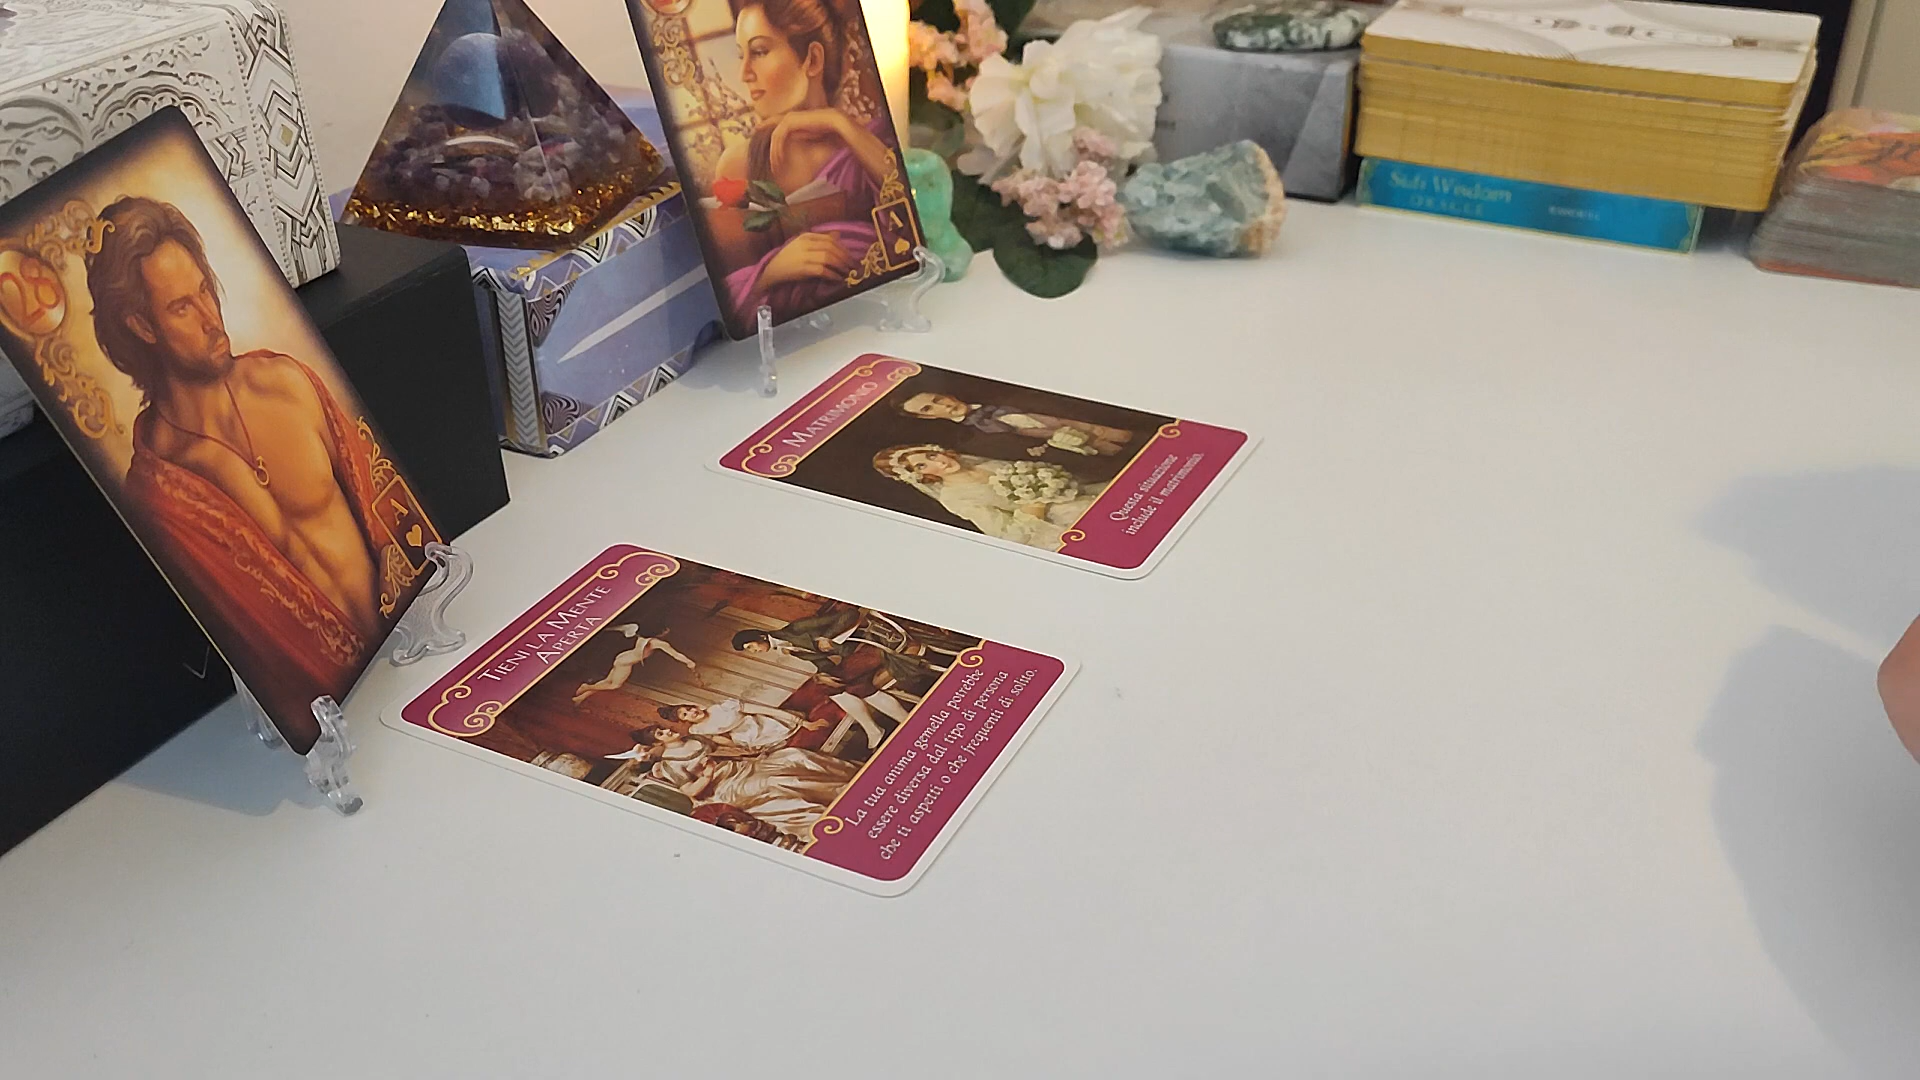 28
A
A
MATRIMONIO
Questa situazione
include il matrimonio.
TIENI LA MENTE
APERTA
La tua anima gemella potrebbe
essere diversa dal tipo di persona
che ti aspetti o che frequenti di solito.
Wisdom
ORACLE